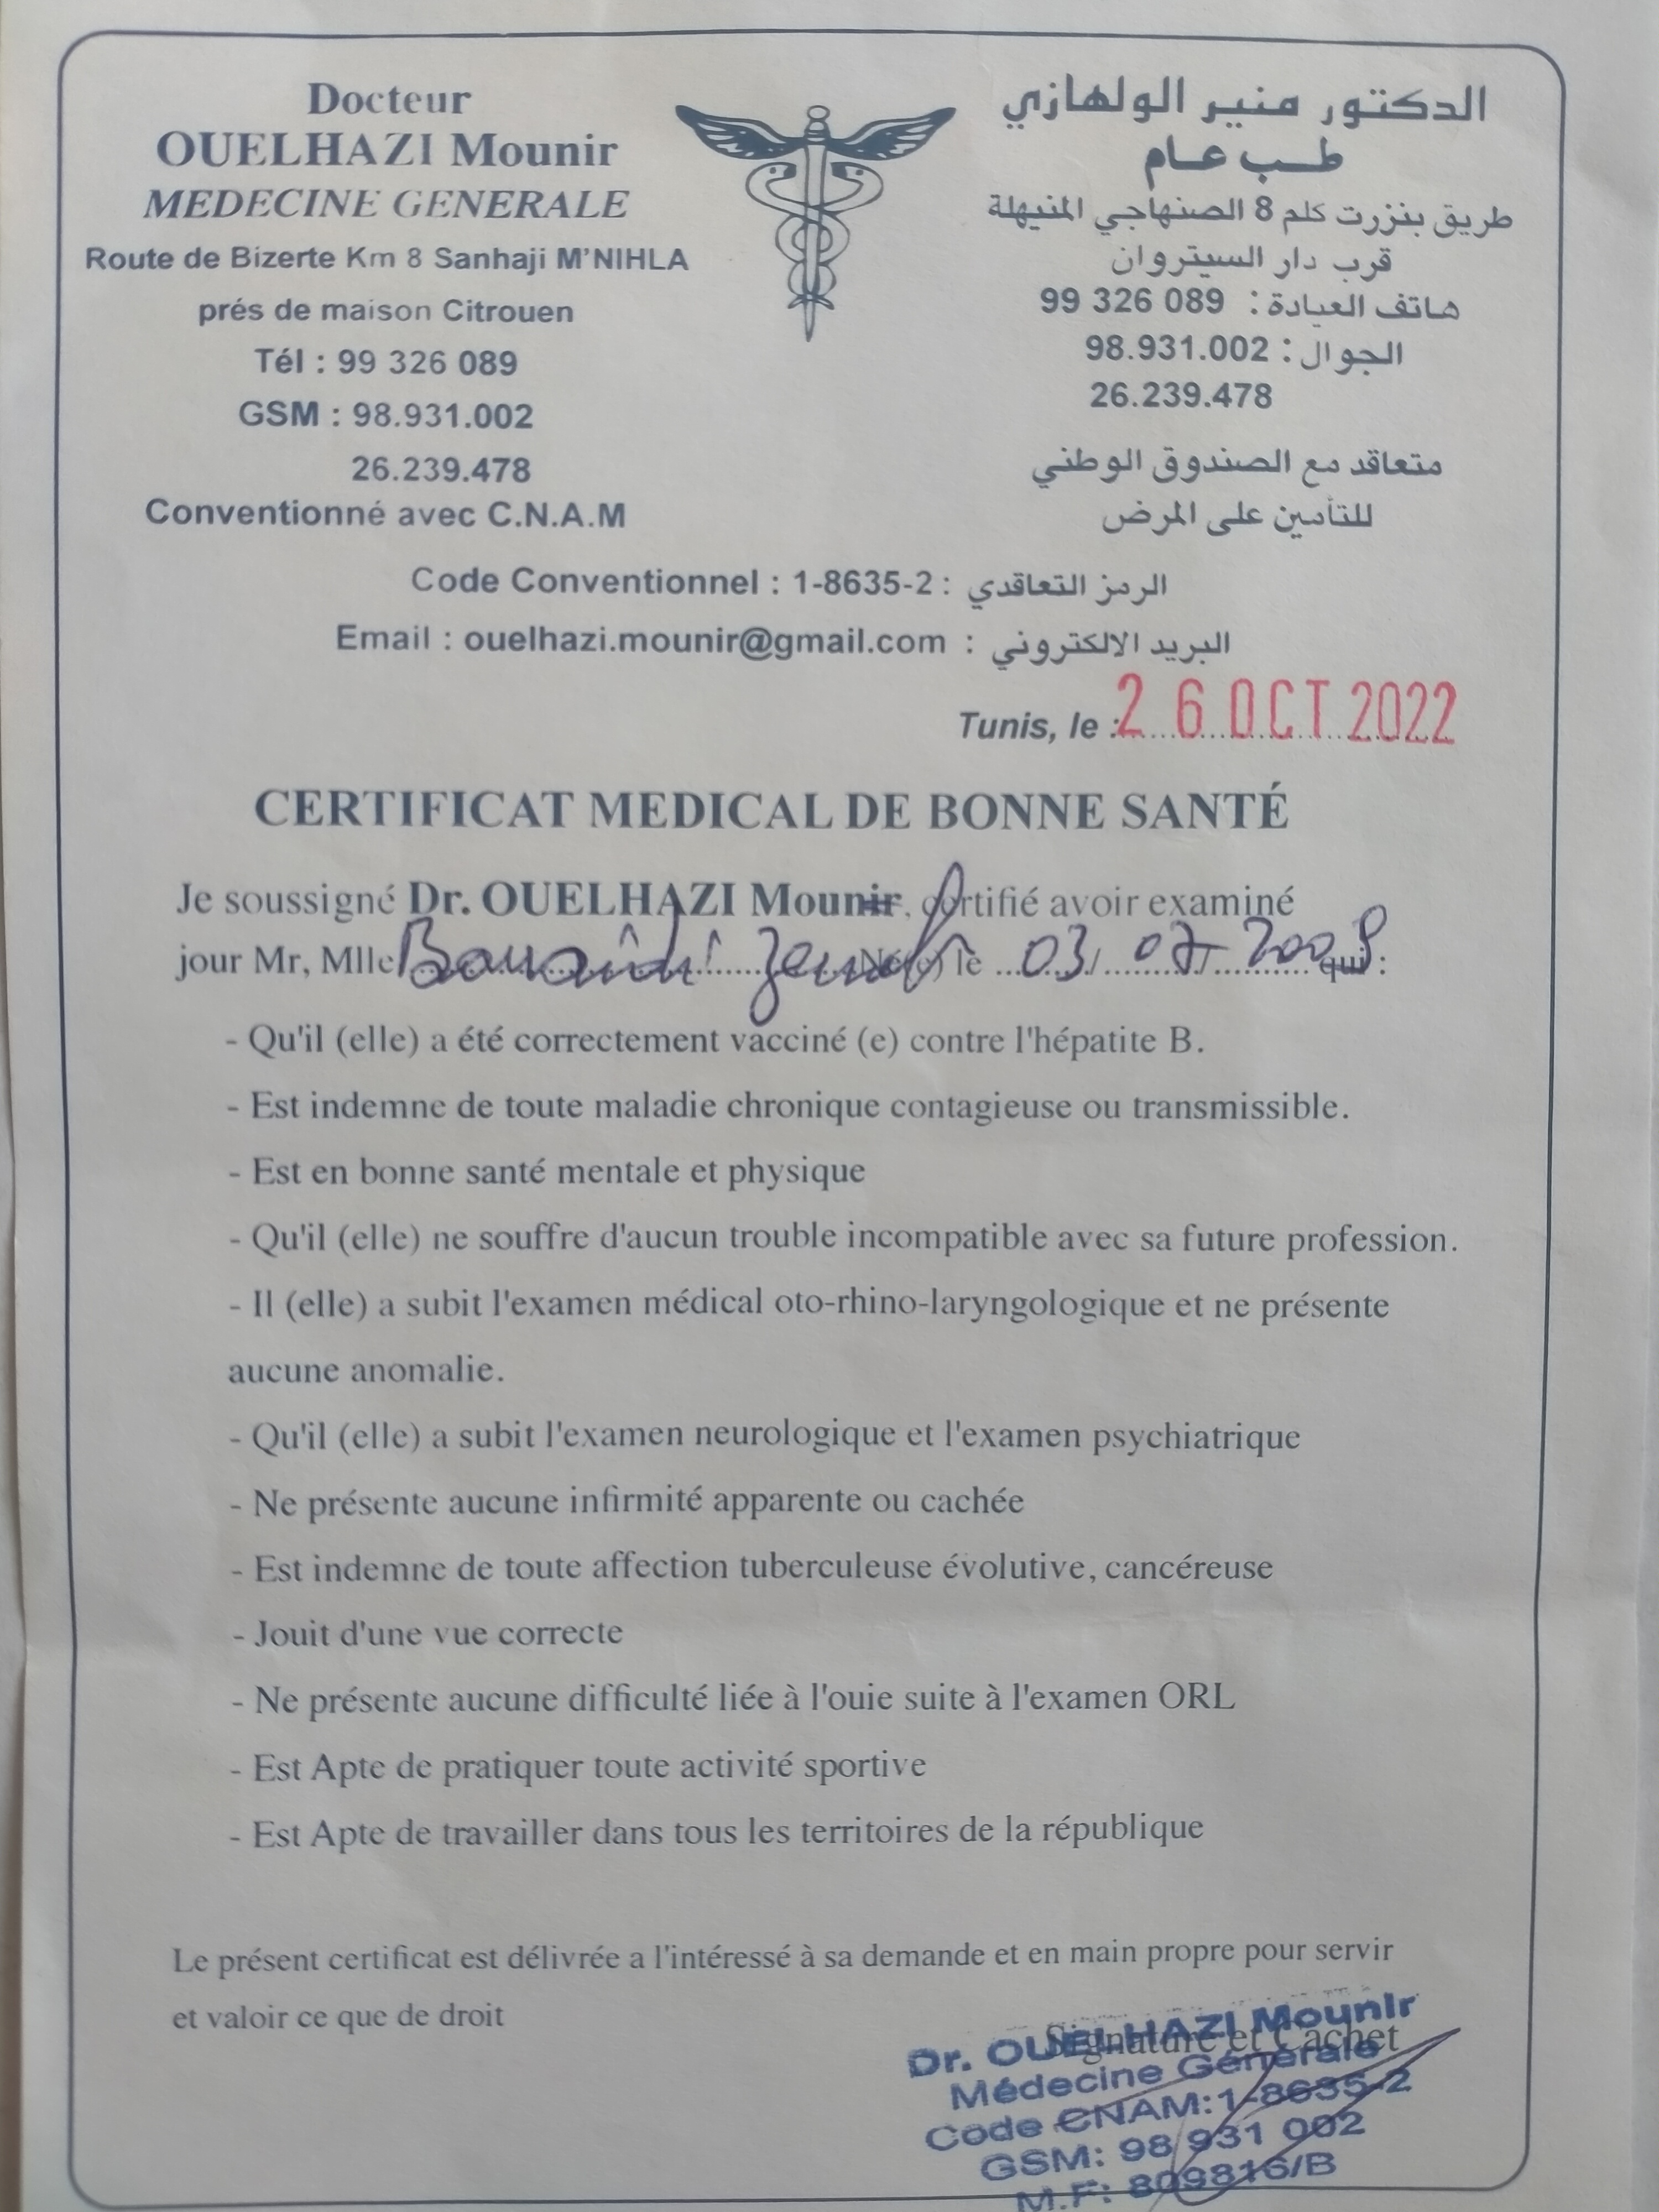 Docteur
OUELHAZI Mounir
MEDECINE GENERALE
Route de Bizerte Km 8 Sanhaji M'NIHLA
prés de maison Citrouen
Tél : 99 326 089
GSM : 98.931.002
26.239.478
Conventionné avec C.N.A.M
الدكتور منير الولهازي
طب عام
طريق بنزرت كلم 8 الصنهاجي المنيهلة
قرب دار السيتروان
هاتف العيادة : 99 326 089
الجوال : 98.931.002
26.239.478
متعاقد مع الصندوق الوطني
للتأمين على المرض
Code Conventionnel : 1-8635-2 : الرمز التعاقدي
Email : ouelhazi.mounir@gmail.com : البريد الالكتروني
Tunis, le : 26 OCT 2022
CERTIFICAT MEDICAL DE BONNE SANTÉ
Je soussigné Dr. OUELHAZI Mounir, certifié avoir examiné
jour Mr, Mlle Né(e) le 03/07/ qui :
- Qu'il (elle) a été correctement vacciné (e) contre l'hépatite B.
- Est indemne de toute maladie chronique contagieuse ou transmissible.
- Est en bonne santé mentale et physique
- Qu'il (elle) ne souffre d'aucun trouble incompatible avec sa future profession.
- Il (elle) a subit l'examen médical oto-rhino-laryngologique et ne présente
aucune anomalie.
- Qu'il (elle) a subit l'examen neurologique et l'examen psychiatrique
- Ne présente aucune infirmité apparente ou cachée
- Est indemne de toute affection tuberculeuse évolutive, cancéreuse
- Jouit d'une vue correcte
- Ne présente aucune difficulté liée à l'ouie suite à l'examen ORL
- Est Apte de pratiquer toute activité sportive
- Est Apte de travailler dans tous les territoires de la république
Le présent certificat est délivrée a l'intéressé à sa demande et en main propre pour servir
et valoir ce que de droit
Signature et Cachet
Dr. OUELHAZI Mounir
Médecine Générale
Code CNAM:1-8635-2
GSM: 98 931 002
M.F: 809816/B